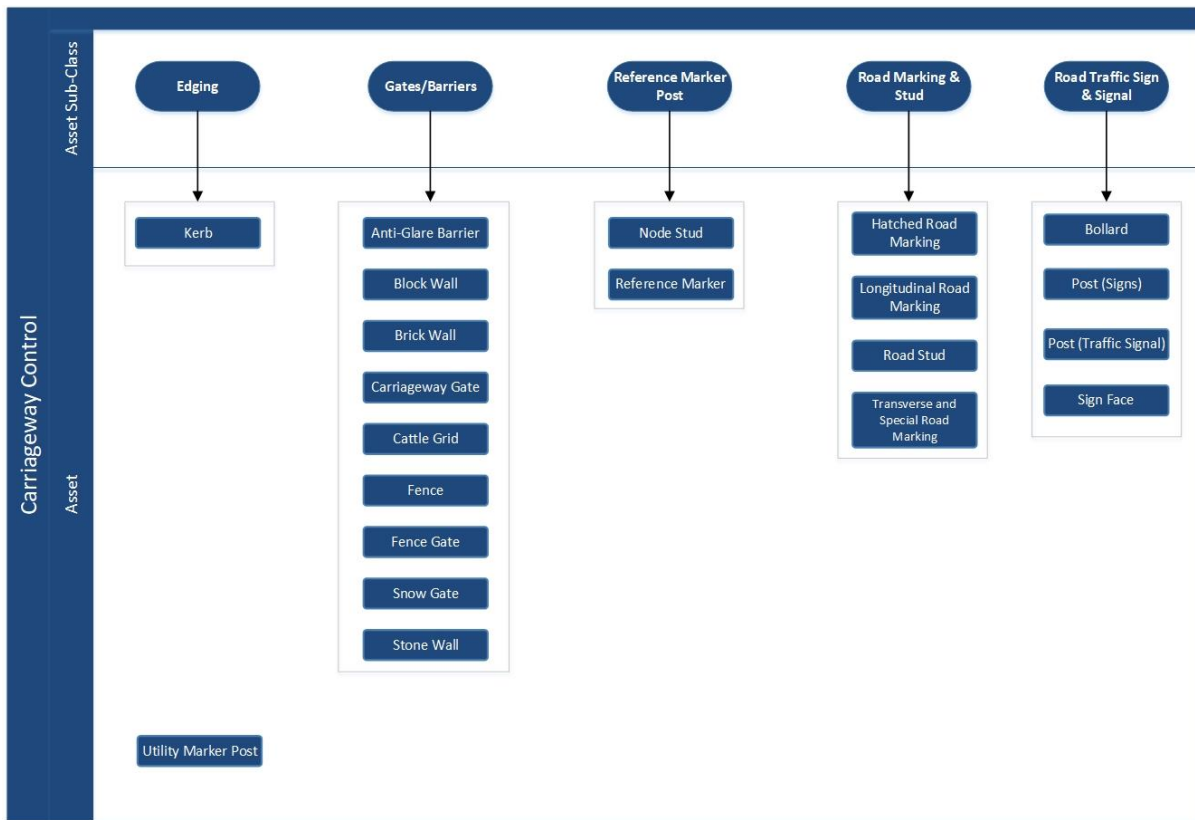 Carriageway Control
Asset Sub-Class
Edging
Gates/Barriers
Reference Marker
Post
Road Marking &
Stud
Road Traffic Sign
& Signal
Asset
Kerb
Anti-Glare Barrier
Block Wall
Brick Wall
Carriageway Gate
Cattle Grid
Fence
Fence Gate
Snow Gate
Stone Wall
Node Stud
Reference Marker
Hatched Road
Marking
Longitudinal Road
Marking
Road Stud
Transverse and
Special Road
Marking
Bollard
Post (Signs)
Post (Traffic Signal)
Sign Face
Utility Marker Post